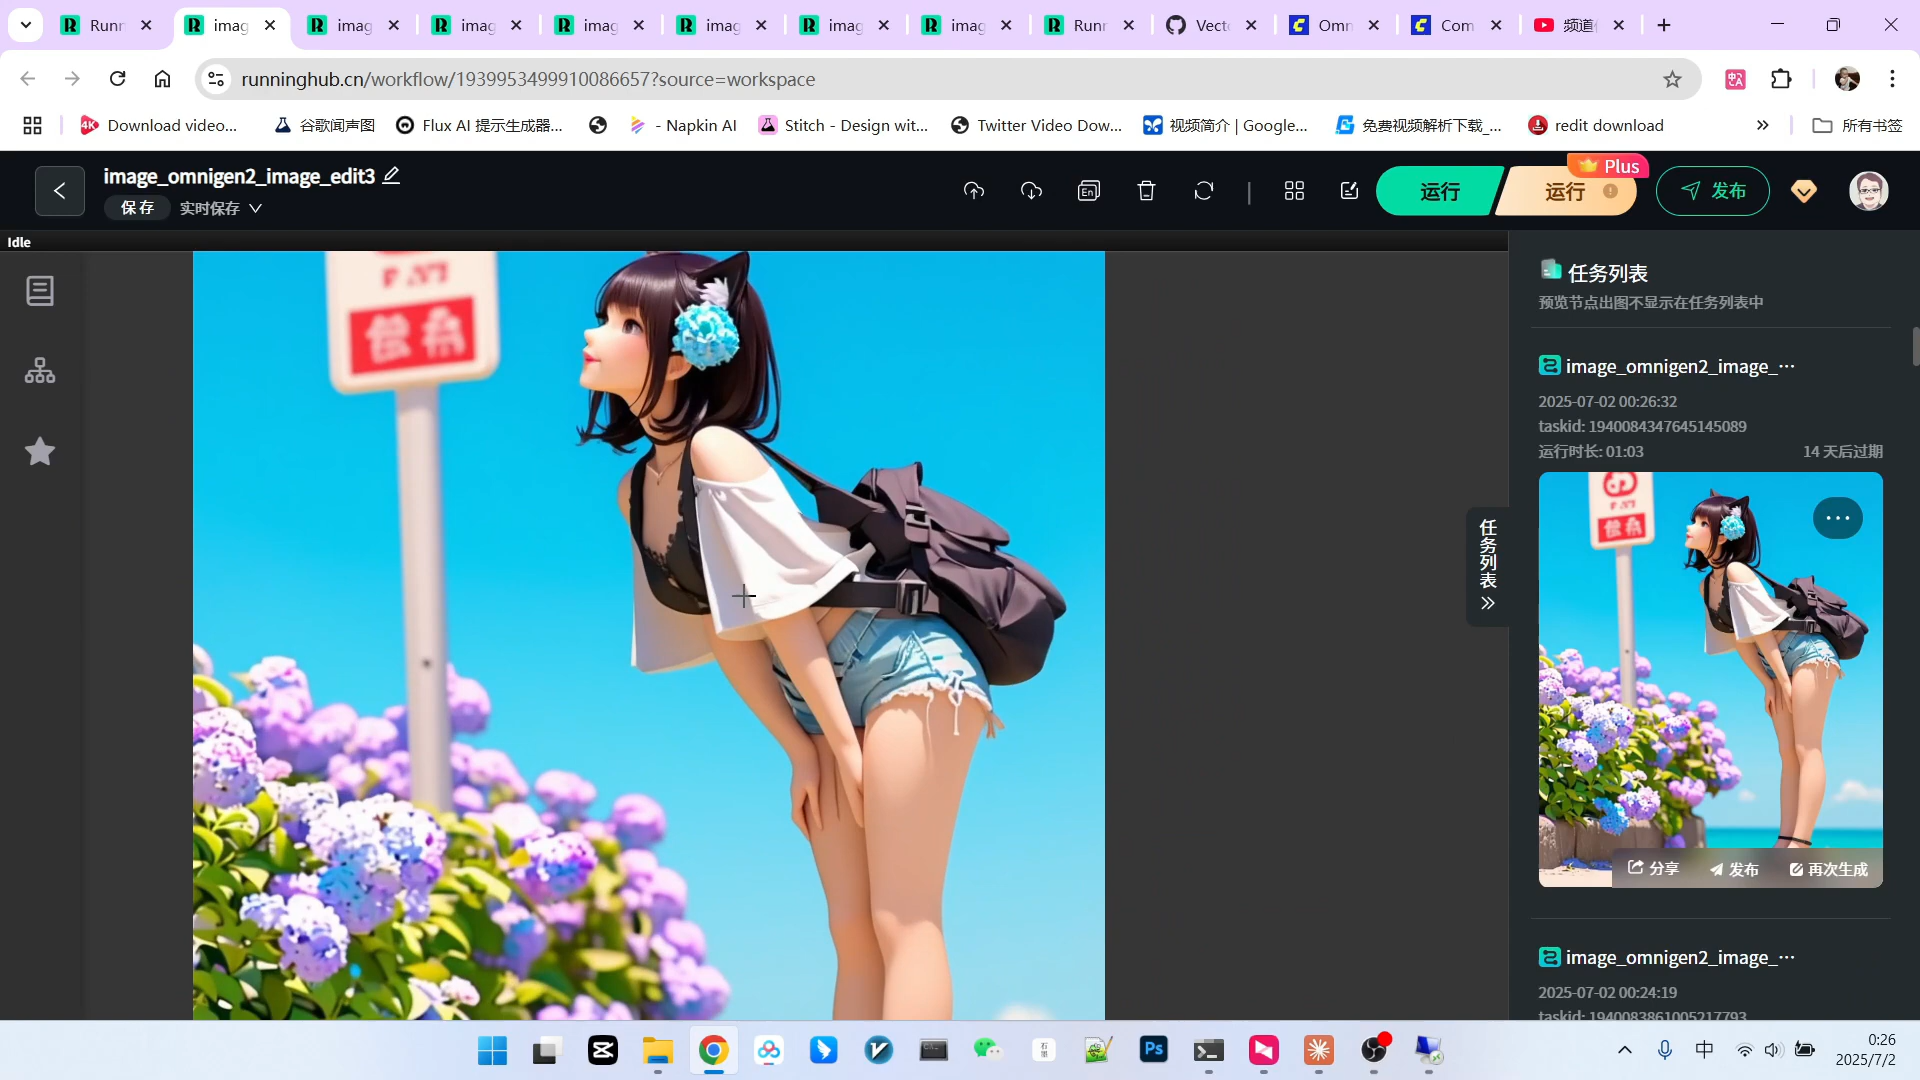 Runr
imag
imag
imag
imag
imag
imag
imag
Runr
Vect
Omn
Com
频道
runninghub.cn/workflow/1939953499910086657?source=workspace
Download video...
谷歌闻声图
Flux AI 提示生成器...
- Napkin AI
Stitch - Design wit...
Twitter Video Dow...
视频简介 | Google...
免费视频解析下载_...
redit download
所有书签
image_omnigen2_image_edit3
保存
实时保存
En
运行
运行
Plus
发布
Idle
任务列表
预览节点出图不显示在任务列表中
image_omnigen2_image_···
2025-07-02 00:26:32
taskid: 1940084347645145089
运行时长: 01:03
14 天后过期
任务列表
分享
发布
再次生成
image_omnigen2_image_···
2025-07-02 00:24:19
taskid: 1940083861005217793
Ps
中
0:26
2025/7/2